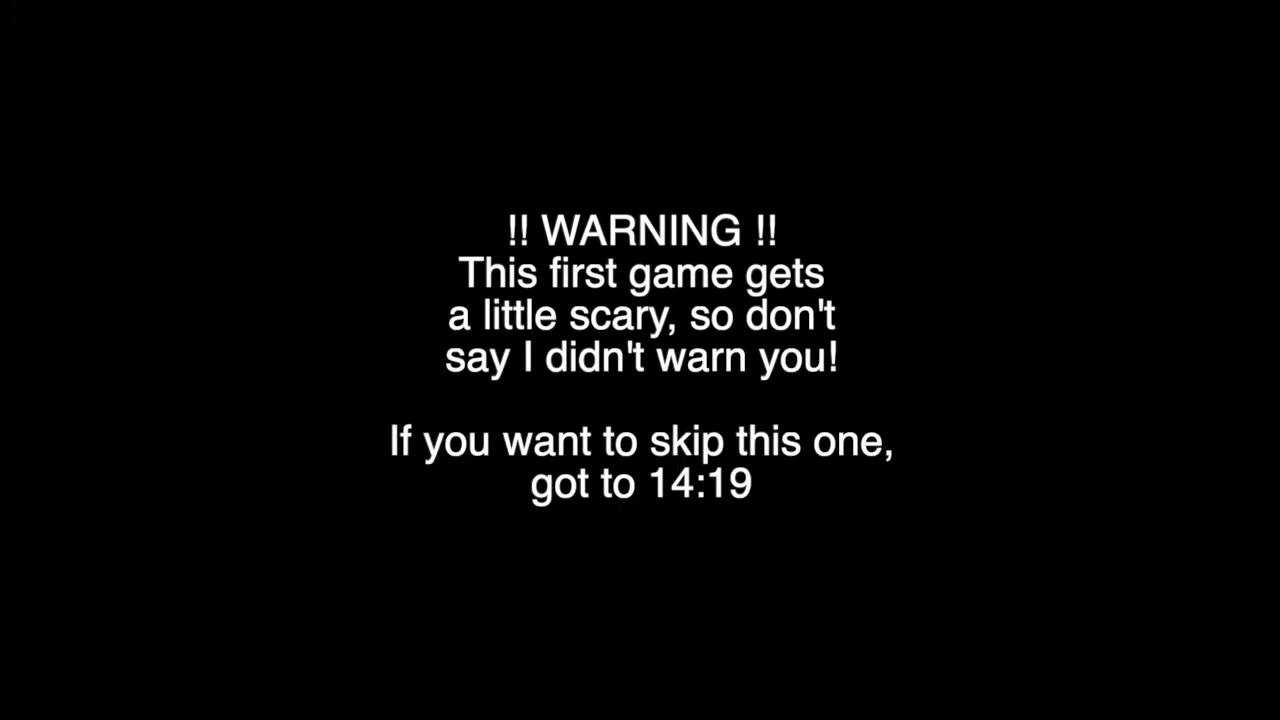 !! WARNING !!
This first game gets
a little scary, so don't
say I didn't warn you!
If you want to skip this one,
got to 14:19